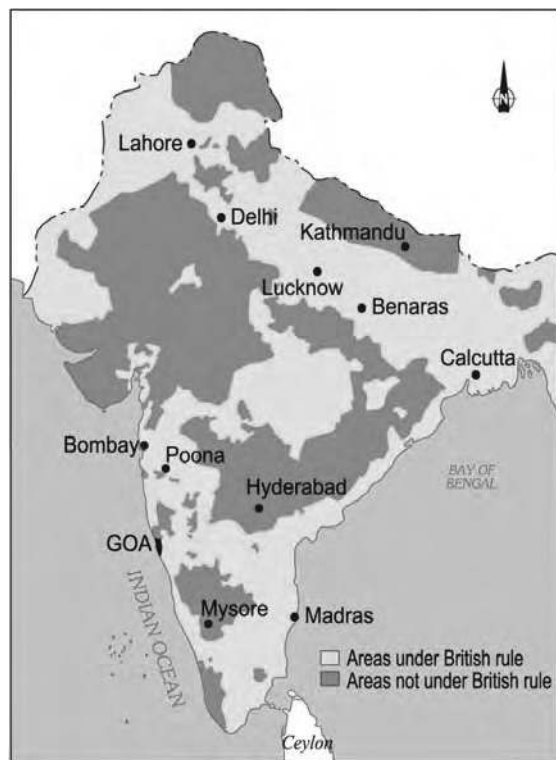 N
Lahore
Delhi
Kathmandu
Lucknow
Benaras
Calcutta
Bombay
Poona
BAY OF
BENGAL
Hyderabad
GOA
INDIAN OCEAN
Mysore
Madras
Areas under British rule
Areas not under British rule
Ceylon